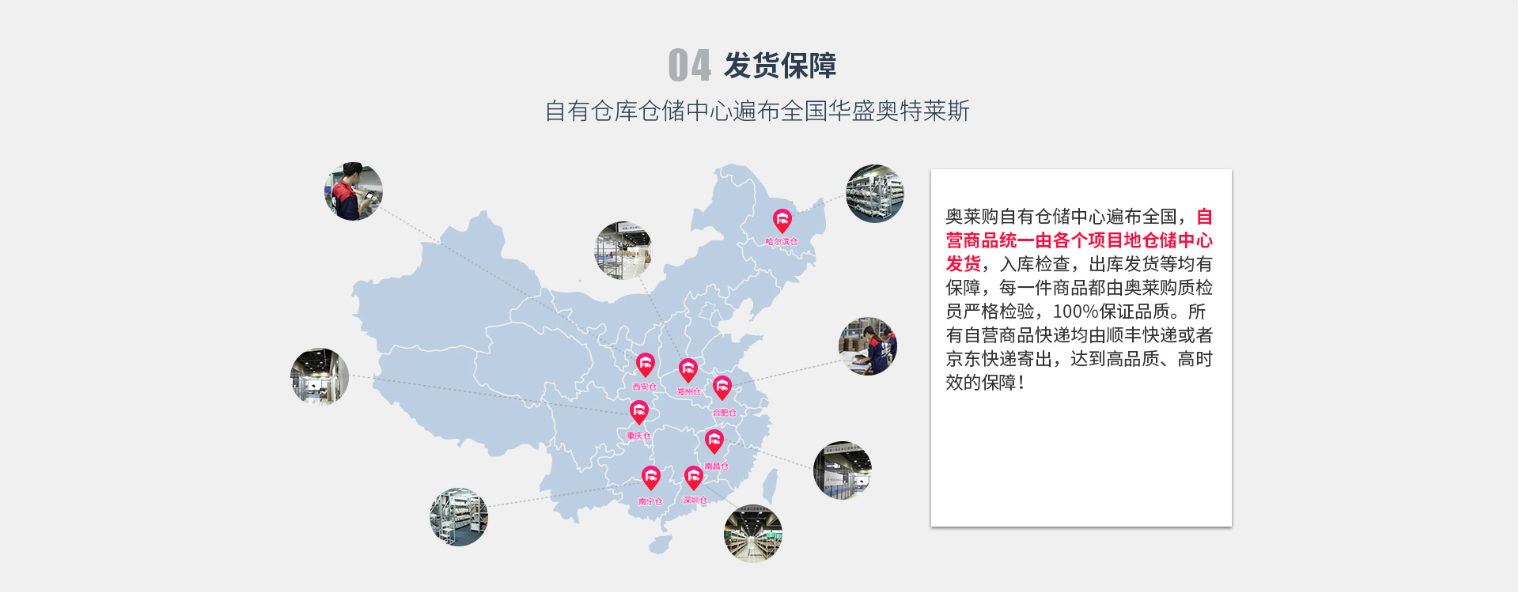 04 发货保障
自有仓库仓储中心遍布全国华盛奥特莱斯
哈尔滨仓
西安仓
郑州仓
合肥仓
重庆仓
南昌仓
南宁仓
深圳仓
奥莱购自有仓储中心遍布全国，自
营商品统一由各个项目地仓储中心
发货，入库检查，出库发货等均有
保障，每一件商品都由奥莱购质检
员严格检验，100%保证品质。所
有自营商品快递均由顺丰快递或者
京东快递寄出，达到高品质、高时
效的保障！